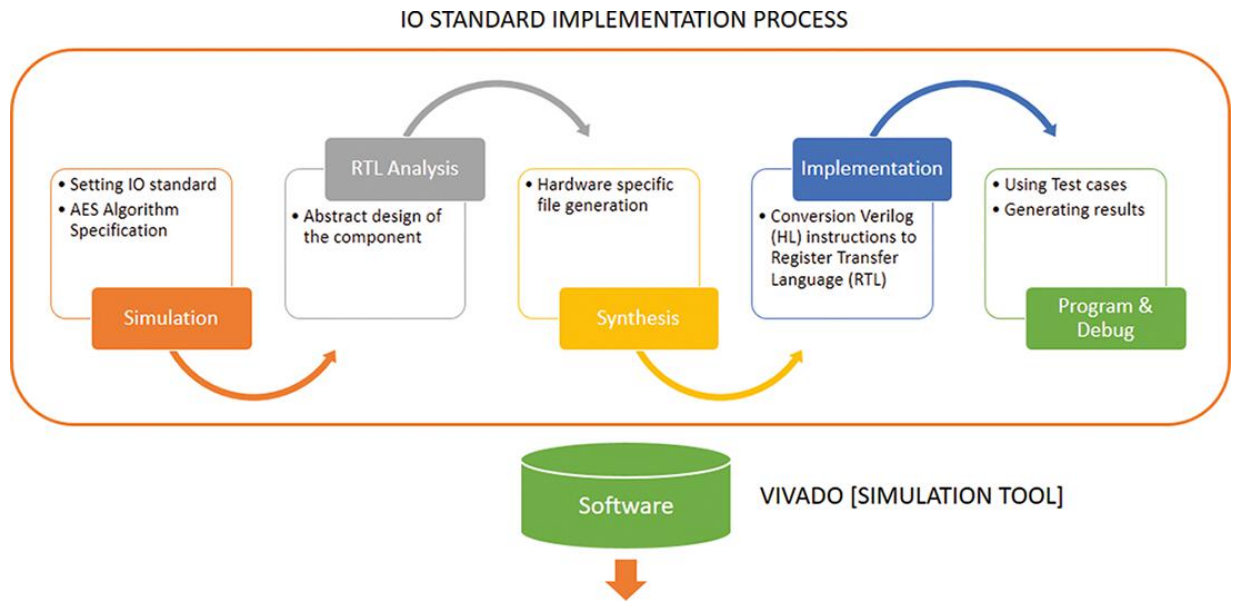 IO STANDARD IMPLEMENTATION PROCESS
• Setting IO standard
• AES Algorithm
Specification
Simulation
RTL Analysis
• Abstract design of
the component
• Hardware specific
file generation
Synthesis
Implementation
• Conversion Verilog
(HL) instructions to
Register Transfer
Language (RTL)
• Using Test cases
• Generating results
Program &
Debug
Software
VIVADO [SIMULATION TOOL]